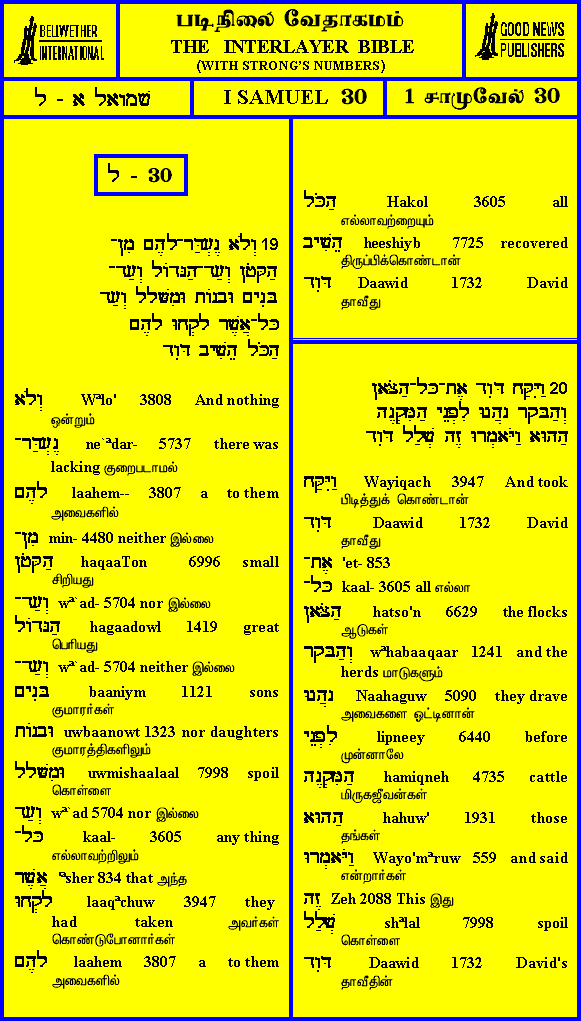 BELLWETHER
INTERNATIONAL
படிநிலை வேதாகமம்
THE INTERLAYER BIBLE
(WITH STRONG'S NUMBERS)
GOOD NEWS
PUBLISHERS
שמואל א - ל
I SAMUEL 30
1 சாமுவேல் 30
ל - 30
19 וְלֹא נֶעְדַּר־לָהֶם מִן־
הַקָּטֹן וְעַד־הַגָּדוֹל וְעַד־
בָּנִים וּבָנוֹת וּמִשָּׁלָל וְעַד
כָּל־אֲשֶׁר לָקְחוּ לָהֶם
הַכֹּל הֵשִׁיב דָּוִד
וְלֹא Wᵃlo' 3808 And nothing
ஒன்றும்
נֶעְדַּר־ ne`ᵃdar- 5737 there was
lacking குறைபடாமல்
לָהֶם laahem-- 3807 a to them
அவைகளில்
מִן־ min- 4480 neither இல்லை
הַקָּטֹן haqaaTon 6996 small
சிறியது
וְעַד־ wᵃ`ad- 5704 nor இல்லை
הַגָּדוֹל hagaadowl 1419 great
பெரியது
וְעַד־ wᵃ`ad- 5704 neither இல்லை
בָּנִים baaniym 1121 sons
குமாரர்கள்
וּבָנוֹת uwbaanowt 1323 nor daughters
குமாரத்திகளிலும்
וּמִשָּׁלָל uwmishaalaal 7998 spoil
கொள்ளை
וְעַד wᵃ`ad 5704 nor இல்லை
כָּל־ kaal- 3605 any thing
எல்லாவற்றிலும்
אֲשֶׁר ᵃsher 834 that அந்த
לָקְחוּ laaqᵃchuw 3947 they
had taken அவர்கள்
கொண்டுபோனார்கள்
לָהֶם laahem 3807 a to them
அவைகளில்
הַכֹּל Hakol 3605 all
எல்லாவற்றையும்
הֵשִׁיב heeshiyb 7725 recovered
திருப்பிக்கொண்டான்
דָּוִד Daawid 1732 David
தாவீது
20 וַיִּקַּח דָּוִד אֶת־כָּל־הַצֹּאן
וְהַבָּקָר נָהֲגוּ לִפְנֵי הַמִּקְנֶה
הַהוּא וַיֹּאמְרוּ זֶה שְׁלַל דָּוִד
וַיִּקַּח Wayiqach 3947 And took
பிடித்துக் கொண்டான்
דָּוִד Daawid 1732 David
தாவீது
אֶת־ 'et- 853
כָּל־ kaal- 3605 all எல்லா
הַצֹּאן hatso'n 6629 the flocks
ஆடுகள்
וְהַבָּקָר wᵃhabaaqaar 1241 and the
herds மாடுகளும்
נָהֲגוּ Naahaguw 5090 they drave
அவைகளை ஓட்டினான்
לִפְנֵי lipneey 6440 before
முன்னாலே
הַמִּקְנֶה hamiqneh 4735 cattle
மிருகஜீவன்கள்
הַהוּא hahuw' 1931 those
தங்கள்
וַיֹּאמְרוּ Wayo'mᵃruw 559 and said
என்றார்கள்
זֶה Zeh 2088 This இது
שְׁלַל shᵃlal 7998 spoil
கொள்ளை
דָּוִד Daawid 1732 David's
தாவீதின்